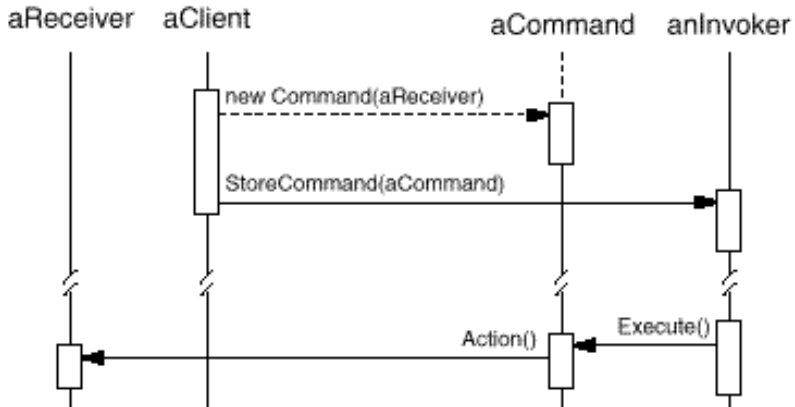 aReceiver
aClient
aCommand
anInvoker
new Command(aReceiver)
StoreCommand(aCommand)
Action()
Execute()